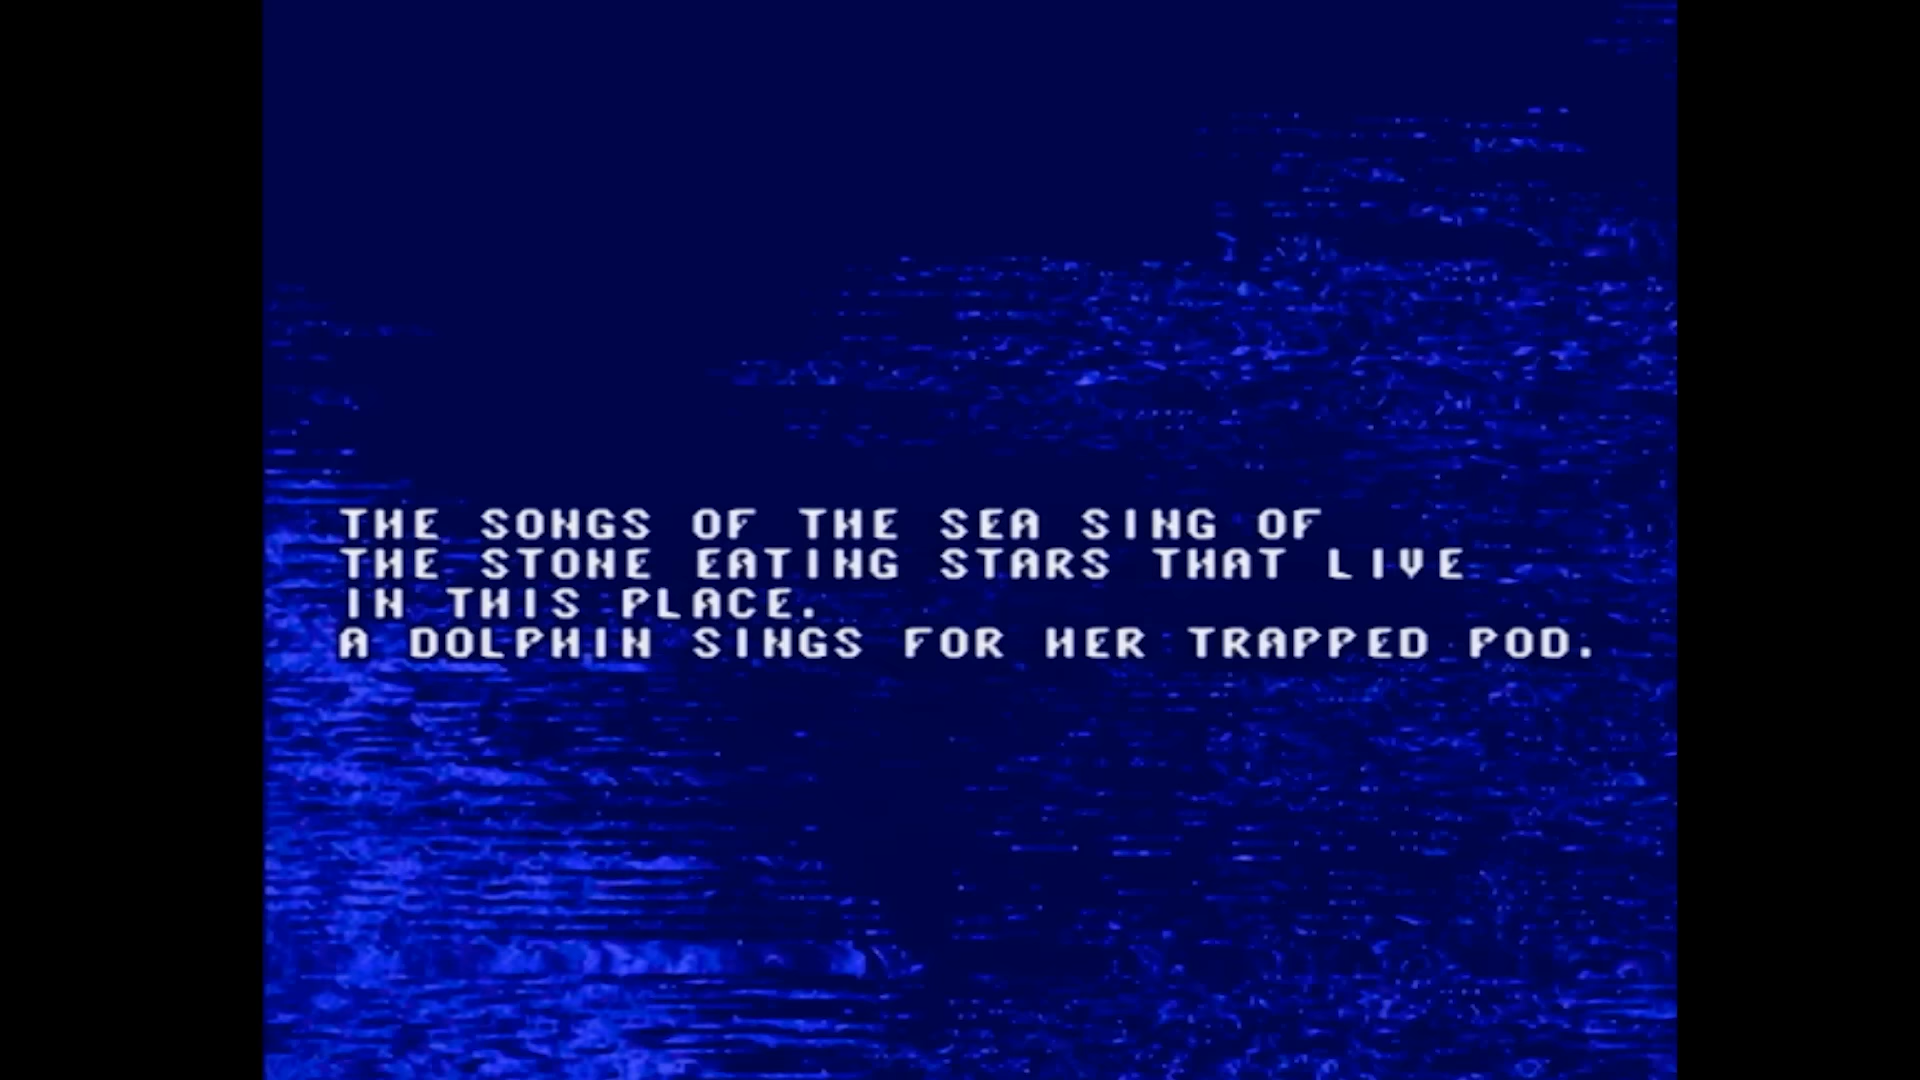 THE SONGS OF THE SEA SING OF
THE STONE EATING STARS THAT LIVE
IN THIS PLACE.
A DOLPHIN SINGS FOR HER TRAPPED POD.